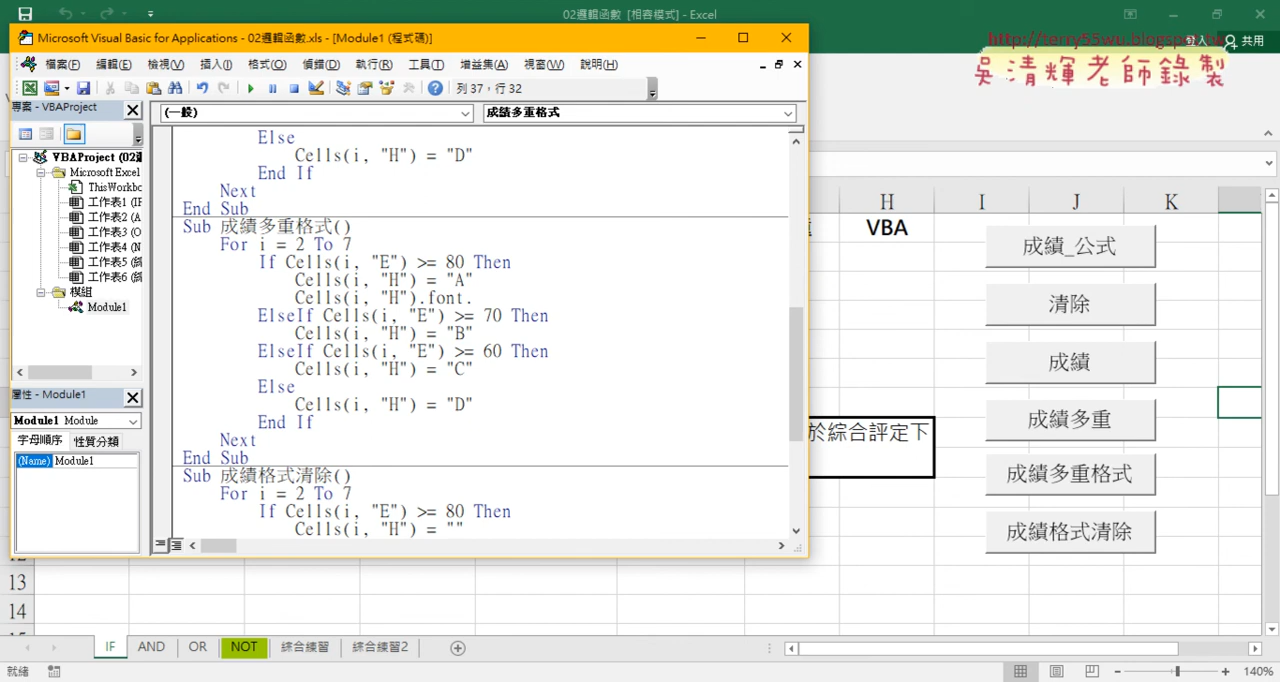 02邏輯函數 [相容模式] - Excel
登入 共用
http://terry55wu.blogspot.tw
吳清輝老師錄製
Microsoft Visual Basic for Applications - 02邏輯函數.xls - [Module1 (程式碼)]
檔案(F) 編輯(E) 檢視(V) 插入(I) 格式(O) 偵錯(D) 執行(R) 工具(T) 增益集(A) 視窗(W) 說明(H)
列 37，行 32
專案 - VBAProject
(一般)
成績多重格式
VBAProject (02邏
Microsoft Excel
ThisWorkbo
工作表1 (IF
工作表2 (A
工作表3 (O
工作表4 (N
工作表5 (綜
工作表6 (綜
模組
Module1
屬性 - Module1
Module1 Module
字母順序 性質分類
(Name) Module1
Else
Cells(i, "H") = "D"
End If
Next
End Sub
Sub 成績多重格式()
For i = 2 To 7
If Cells(i, "E") >= 80 Then
Cells(i, "H") = "A"
Cells(i, "H").font.
ElseIf Cells(i, "E") >= 70 Then
Cells(i, "H") = "B"
ElseIf Cells(i, "E") >= 60 Then
Cells(i, "H") = "C"
Else
Cells(i, "H") = "D"
End If
Next
End Sub
Sub 成績格式清除()
For i = 2 To 7
If Cells(i, "E") >= 80 Then
Cells(i, "H") = ""
H I J K
VBA
成績_公式
清除
成績
成績多重
於綜合評定下
成績多重格式
成績格式清除
13
14
IF AND OR NOT 綜合練習 綜合練習2
就緒
140%